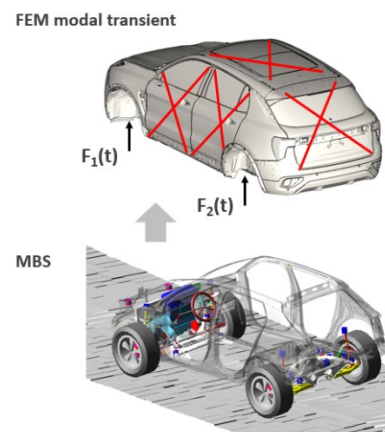 FEM modal transient
F₁(t)
F₂(t)
MBS